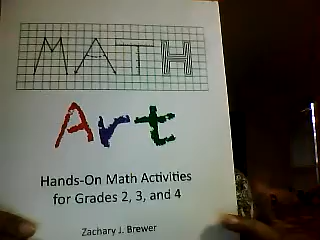 MATH
Art
Hands-On Math Activities
for Grades 2, 3, and 4
Zachary J. Brewer